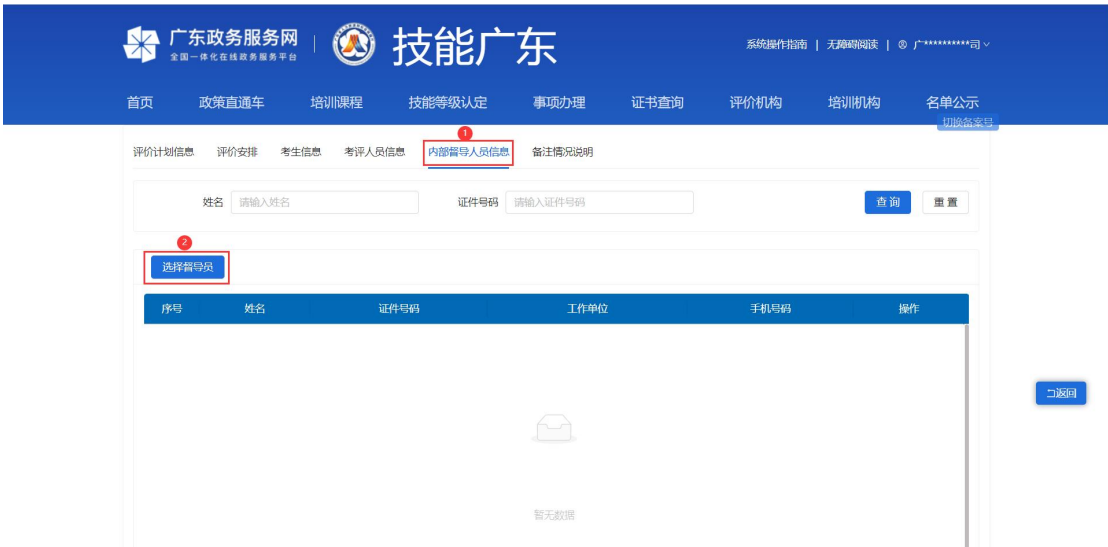 广东政务服务网
全国一体化在线政务服务平台
技能广东
系统操作指南 | 无障碍阅读 | 广**********司
首页 政策直通车 培训课程 技能等级认定 事项办理 证书查询 评价机构 培训机构 名单公示
切换备案号
1
评价计划信息 评价安排 考生信息 考评人员信息 内部督导人员信息 备注情况说明
姓名 请输入姓名 证件号码 请输入证件号码 查询 重置
2
选择督导员
序号 姓名 证件号码 工作单位 手机号码 操作
返回
暂无数据